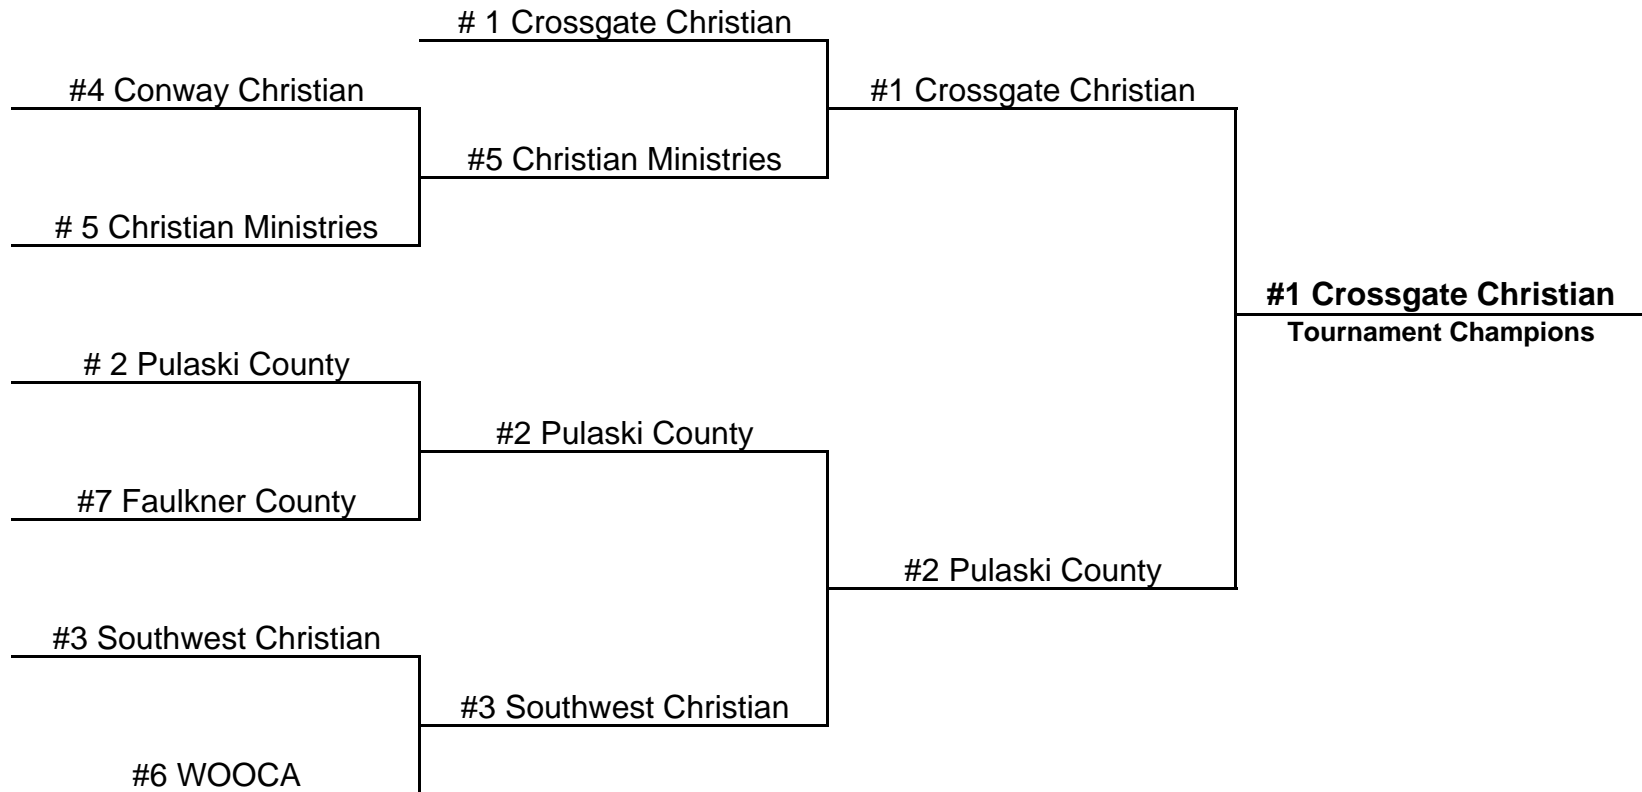 # 1 Crossgate Christian
#4 Conway Christian
#1 Crossgate Christian
#5 Christian Ministries
# 5 Christian Ministries
#1 Crossgate Christian
Tournament Champions
# 2 Pulaski County
#2 Pulaski County
#7 Faulkner County
#2 Pulaski County
#3 Southwest Christian
#3 Southwest Christian
#6 WOOCA